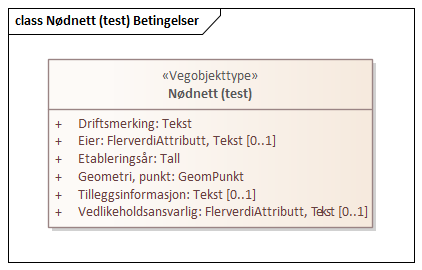 class Nødnett (test) Betingelser
«Vegobjekttype»
Nødnett (test)
+ Driftsmerking: Tekst
+ Eier: FlerverdiAttributt, Tekst [0..1]
+ Etableringsår: Tall
+ Geometri, punkt: GeomPunkt
+ Tilleggsinformasjon: Tekst [0..1]
+ Vedlikeholdsansvarlig: FlerverdiAttributt, Tekst [0..1]